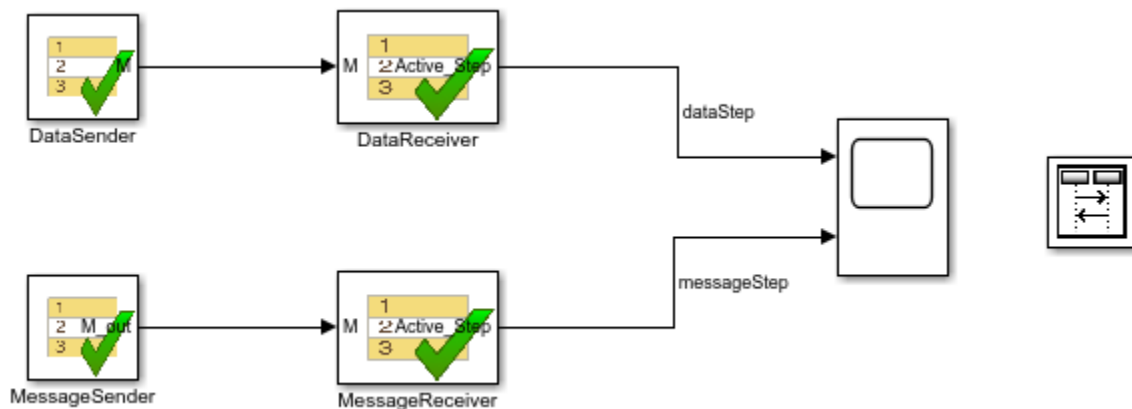 1
2 M
3
DataSender
M
1
2 Active_Step
3
DataReceiver
dataStep
messageStep
1
2 M_out
3
MessageSender
M
1
2 Active_Step
3
MessageReceiver